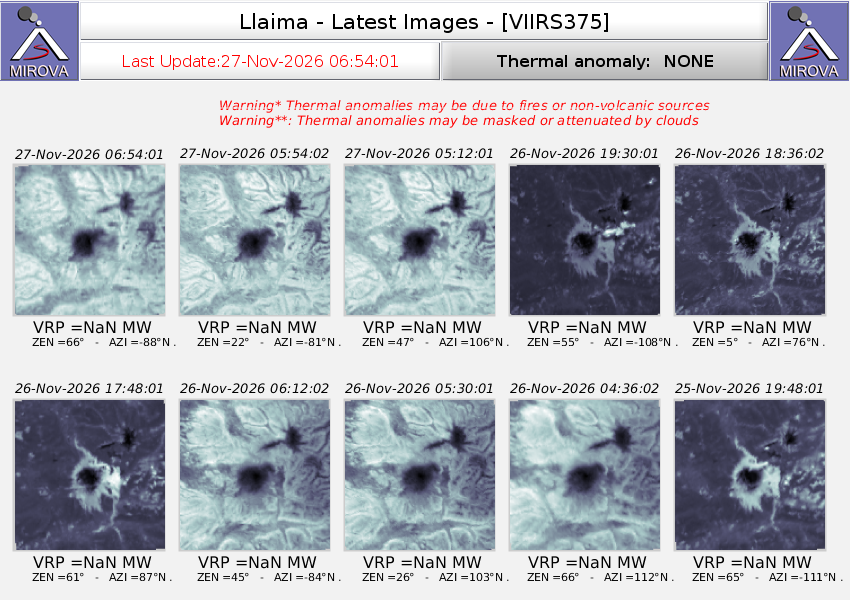 Llaima - Latest Images - [VIIRS375]
MIROVA
Last Update:27-Nov-2026 06:54:01
Thermal anomaly: NONE
MIROVA
Warning* Thermal anomalies may be due to fires or non-volcanic sources
Warning**: Thermal anomalies may be masked or attenuated by clouds
27-Nov-2026 06:54:01
27-Nov-2026 05:54:02
27-Nov-2026 05:12:01
26-Nov-2026 19:30:01
26-Nov-2026 18:36:02
VRP =NaN MW
VRP =NaN MW
VRP =NaN MW
VRP =NaN MW
VRP =NaN MW
ZEN =66° - AZI =-88°N .
ZEN =22° - AZI =-81°N .
ZEN =47° - AZI =106°N .
ZEN =55° - AZI =-108°N .
ZEN =5° - AZI =76°N .
26-Nov-2026 17:48:01
26-Nov-2026 06:12:02
26-Nov-2026 05:30:01
26-Nov-2026 04:36:02
25-Nov-2026 19:48:01
VRP =NaN MW
VRP =NaN MW
VRP =NaN MW
VRP =NaN MW
VRP =NaN MW
ZEN =61° - AZI =87°N .
ZEN =45° - AZI =-84°N .
ZEN =26° - AZI =103°N .
ZEN =66° - AZI =112°N .
ZEN =65° - AZI =-111°N .